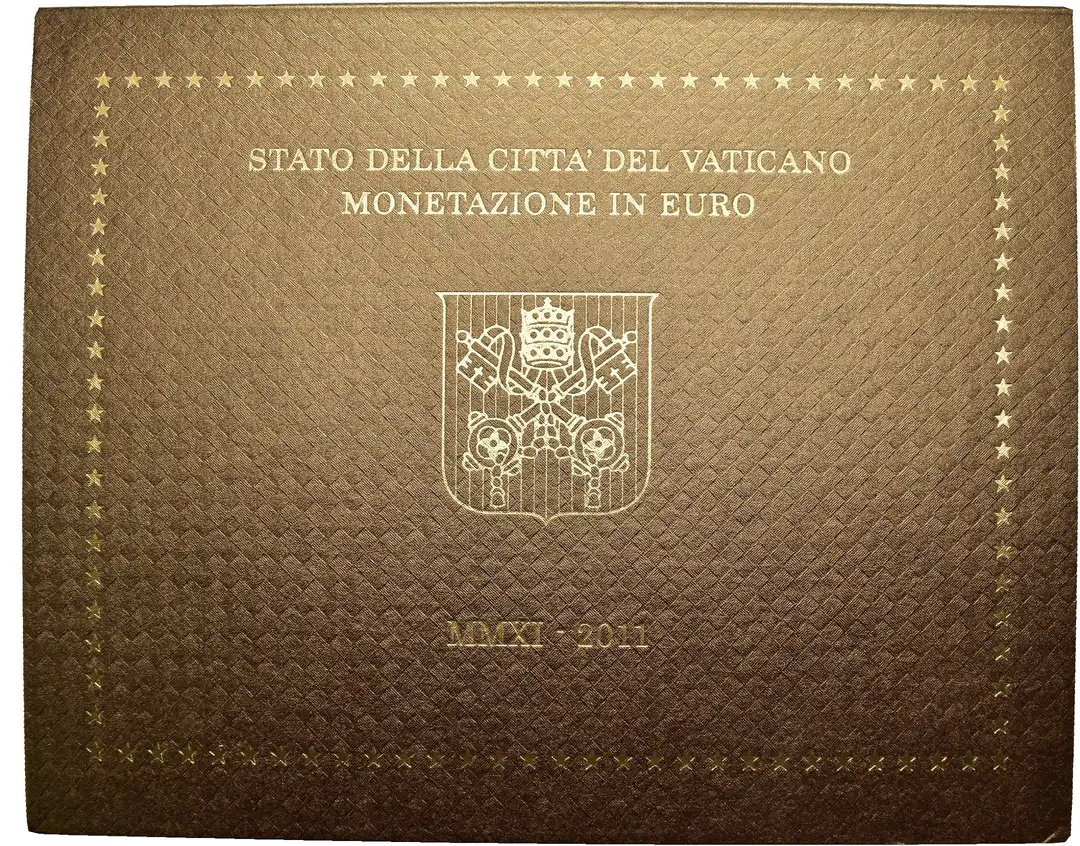 STATO DELLA CITTA' DEL VATICANO
MONETAZIONE IN EURO
MMXI - 2011